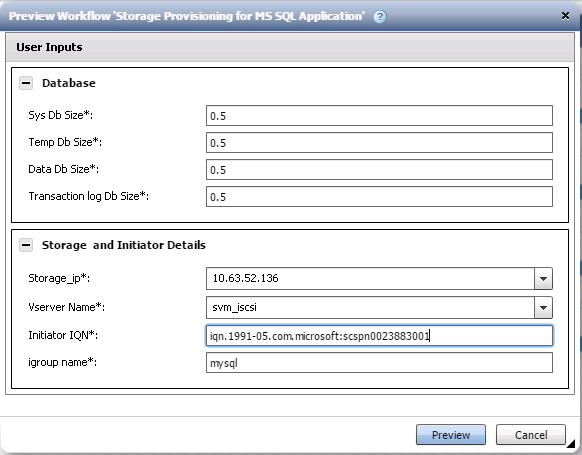 Preview Workflow 'Storage Provisioning for MS SQL Application' ?
User Inputs
Database
Sys Db Size*: 0.5
Temp Db Size*: 0.5
Data Db Size*: 0.5
Transaction log Db Size*: 0.5
Storage and Initiator Details
Storage_ip*: 10.63.52.136
Vserver Name*: svm_iscsi
Initiator IQN*: iqn.1991-05.com.microsoft:scspn0023883001
igroup name*: mysql
Preview Cancel